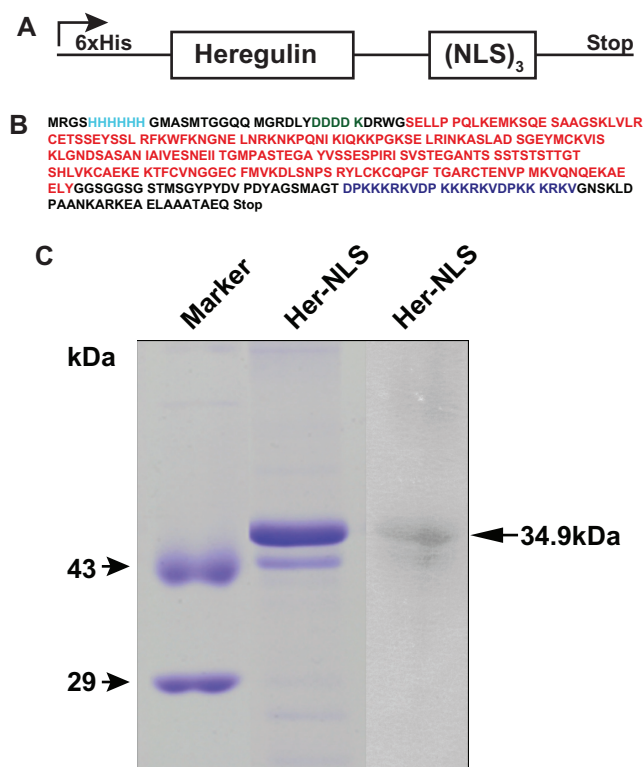 A
6xHis
Heregulin
(NLS)3
Stop
B
MRGSHHHHHH GMASMTGGQQ MGRDLYDDDD KDRWGSELLP PQLKEMKSQE SAAGSKLVLR
CETSSEYSSL RFKWFKNGNE LNRKNKPQNI KIQKKPGKSE LRINKASLAD SGEYMCKVIS
KLGNDSASAN IAIVESNEII TGMPASTEGA YVSSESPIRI SVSTEGANTS SSTSTSTTGT
SHLVKCAEKE KTFCVNGGEC FMVKDLSNPS RYLCKCQPGF TGARCTENVP MKVQNQEKAE
ELYGGSGGSG STMSGYPYDV PDYAGSMAGT DPKKKRKVDP KKKRKVDPKK KRKVGNSKLD
PAANKARKEA ELAAATAEQ Stop
C
Marker
Her-NLS
Her-NLS
kDa
34.9kDa
43
29